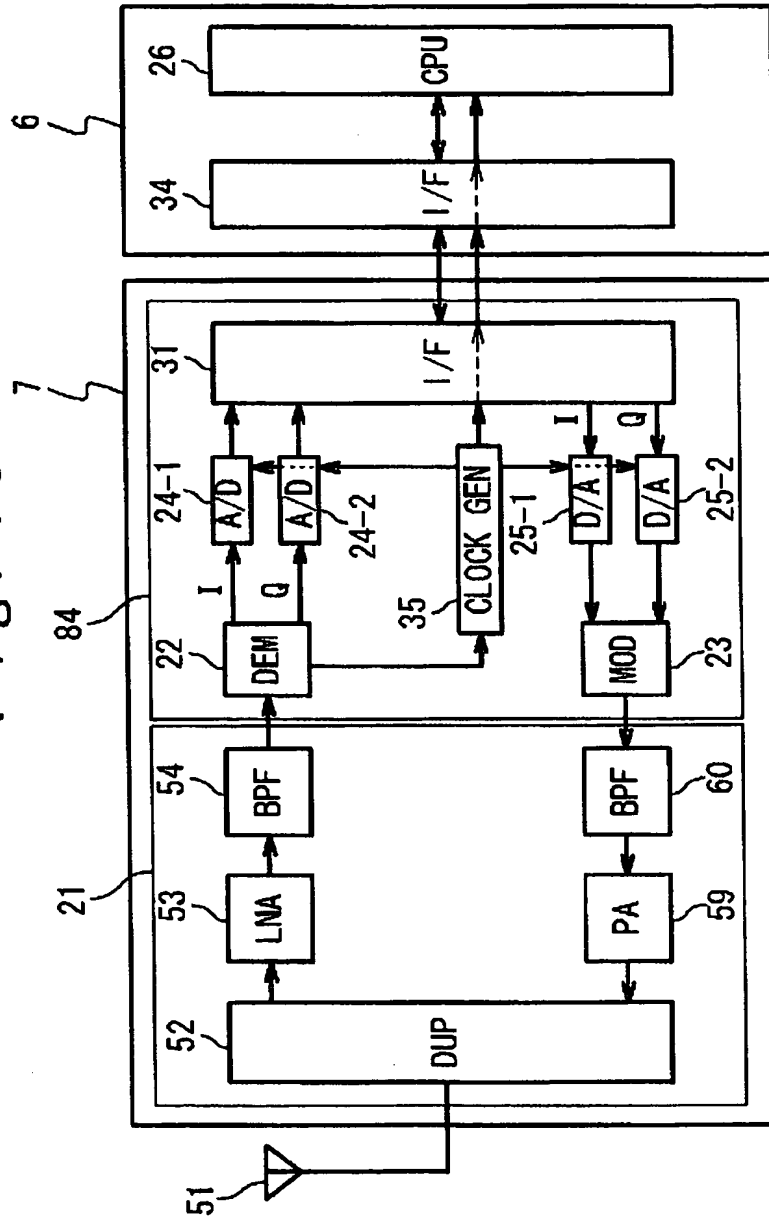 6
26
CPU
34
I/F
7
31
I/F
84
24-1
A/D
A/D
24-2
I
Q
22
DEM
35
CLOCK GEN
I
Q
25-1
D/A
D/A
25-2
MOD
23
21
54
BPF
53
LNA
BPF
60
PA
59
52
DUP
51